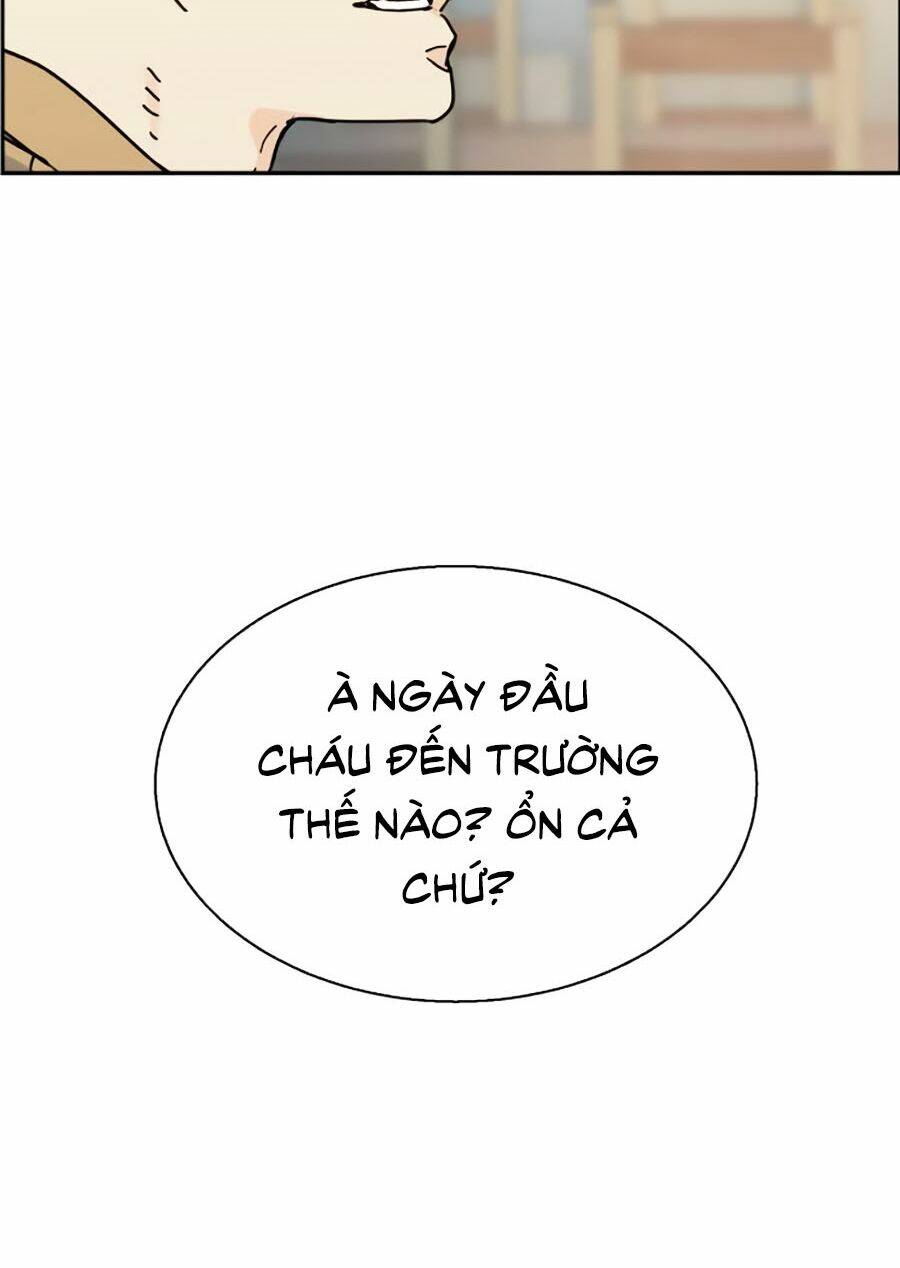 À NGÀY ĐẦU
CHÁU ĐẾN TRƯỜNG
THẾ NÀO? ỔN CẢ
CHỨ?